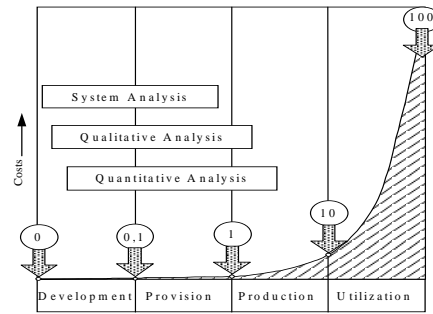 100
System Analysis
Qualitative Analysis
Quantitative Analysis
Costs
10
0
0,1
1
Development
Provision
Production
Utilization